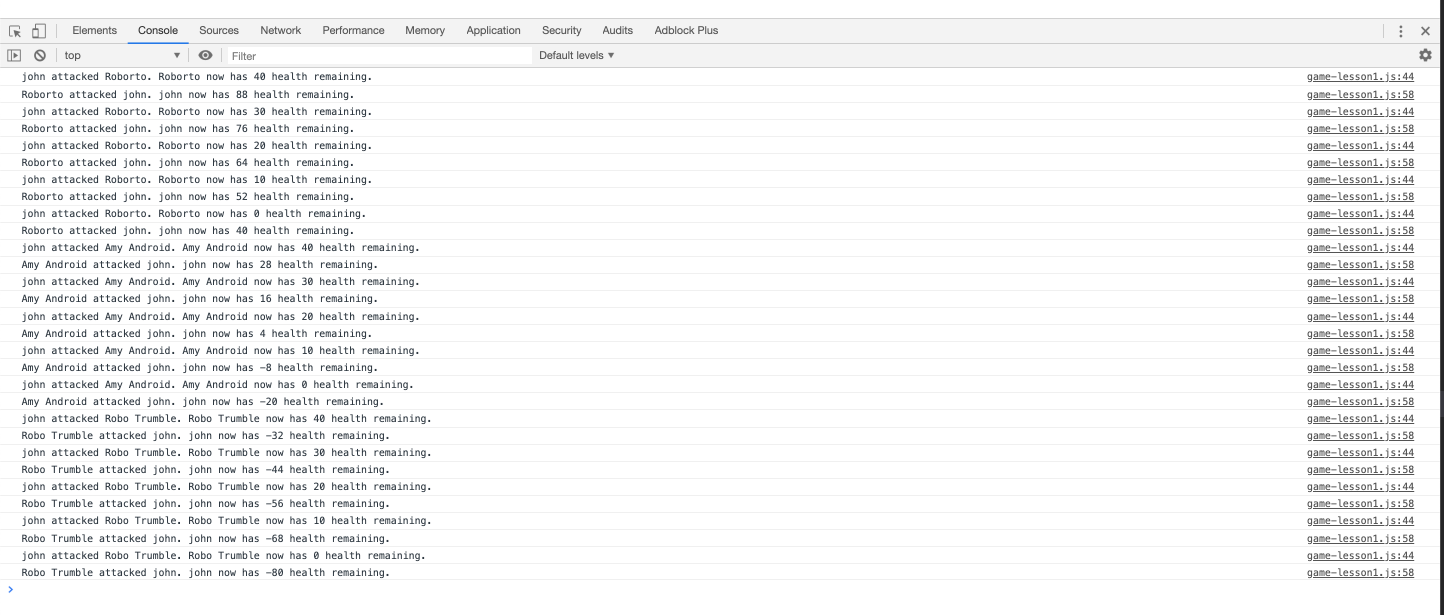 Elements Console Sources Network Performance Memory Application Security Audits Adblock Plus
top Filter Default levels
john attacked Roborto. Roborto now has 40 health remaining. game-lesson1.js:44
Roborto attacked john. john now has 88 health remaining. game-lesson1.js:58
john attacked Roborto. Roborto now has 30 health remaining. game-lesson1.js:44
Roborto attacked john. john now has 76 health remaining. game-lesson1.js:58
john attacked Roborto. Roborto now has 20 health remaining. game-lesson1.js:44
Roborto attacked john. john now has 64 health remaining. game-lesson1.js:58
john attacked Roborto. Roborto now has 10 health remaining. game-lesson1.js:44
Roborto attacked john. john now has 52 health remaining. game-lesson1.js:58
john attacked Roborto. Roborto now has 0 health remaining. game-lesson1.js:44
Roborto attacked john. john now has 40 health remaining. game-lesson1.js:58
john attacked Amy Android. Amy Android now has 40 health remaining. game-lesson1.js:44
Amy Android attacked john. john now has 28 health remaining. game-lesson1.js:58
john attacked Amy Android. Amy Android now has 30 health remaining. game-lesson1.js:44
Amy Android attacked john. john now has 16 health remaining. game-lesson1.js:58
john attacked Amy Android. Amy Android now has 20 health remaining. game-lesson1.js:44
Amy Android attacked john. john now has 4 health remaining. game-lesson1.js:58
john attacked Amy Android. Amy Android now has 10 health remaining. game-lesson1.js:44
Amy Android attacked john. john now has -8 health remaining. game-lesson1.js:58
john attacked Amy Android. Amy Android now has 0 health remaining. game-lesson1.js:44
Amy Android attacked john. john now has -20 health remaining. game-lesson1.js:58
john attacked Robo Trumble. Robo Trumble now has 40 health remaining. game-lesson1.js:44
Robo Trumble attacked john. john now has -32 health remaining. game-lesson1.js:58
john attacked Robo Trumble. Robo Trumble now has 30 health remaining. game-lesson1.js:44
Robo Trumble attacked john. john now has -44 health remaining. game-lesson1.js:58
john attacked Robo Trumble. Robo Trumble now has 20 health remaining. game-lesson1.js:44
Robo Trumble attacked john. john now has -56 health remaining. game-lesson1.js:58
john attacked Robo Trumble. Robo Trumble now has 10 health remaining. game-lesson1.js:44
Robo Trumble attacked john. john now has -68 health remaining. game-lesson1.js:58
john attacked Robo Trumble. Robo Trumble now has 0 health remaining. game-lesson1.js:44
Robo Trumble attacked john. john now has -80 health remaining. game-lesson1.js:58